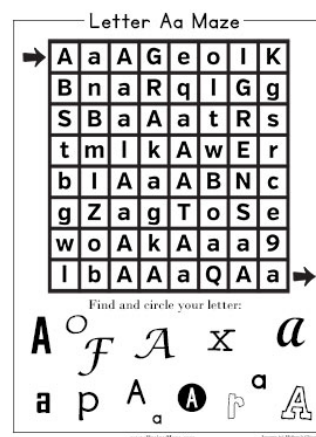 Letter Aa Maze
A a A G e o I K
B n a R q I G g
S B a A a t R s
t m I k A w E r
b I A a A B N c
g Z a g T o S e
w o A k A a a 9
I b A A a Q A a
Find and circle your letter:
A O F A x a
a p A a A r a A